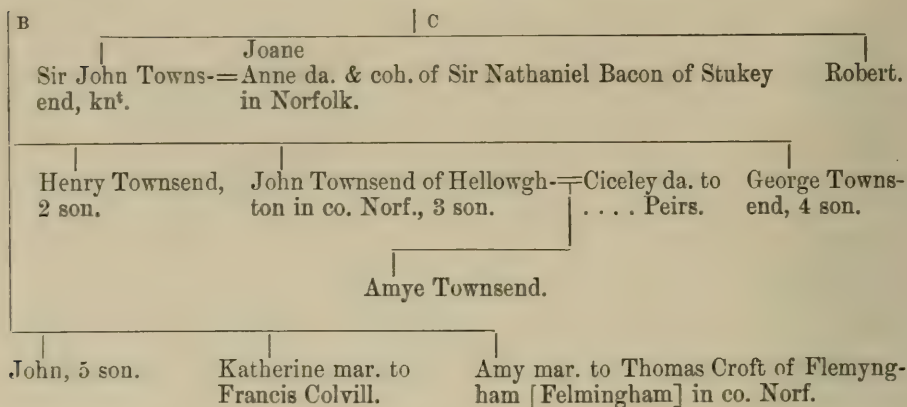 B
C
Joane
Sir John Towns-=Anne da. & coh. of Sir Nathaniel Bacon of Stukey
end, knt.
in Norfolk.
Robert.
Henry Townsend,
2 son.
John Townsend of Hellowgh-=Ciceley da. to
ton in co. Norf., 3 son.
.... Peirs.
George Towns-
end, 4 son.
Amye Townsend.
John, 5 son.
Katherine mar. to
Francis Colvill.
Amy mar. to Thomas Croft of Flemyng-
ham [Felmingham] in co. Norf.